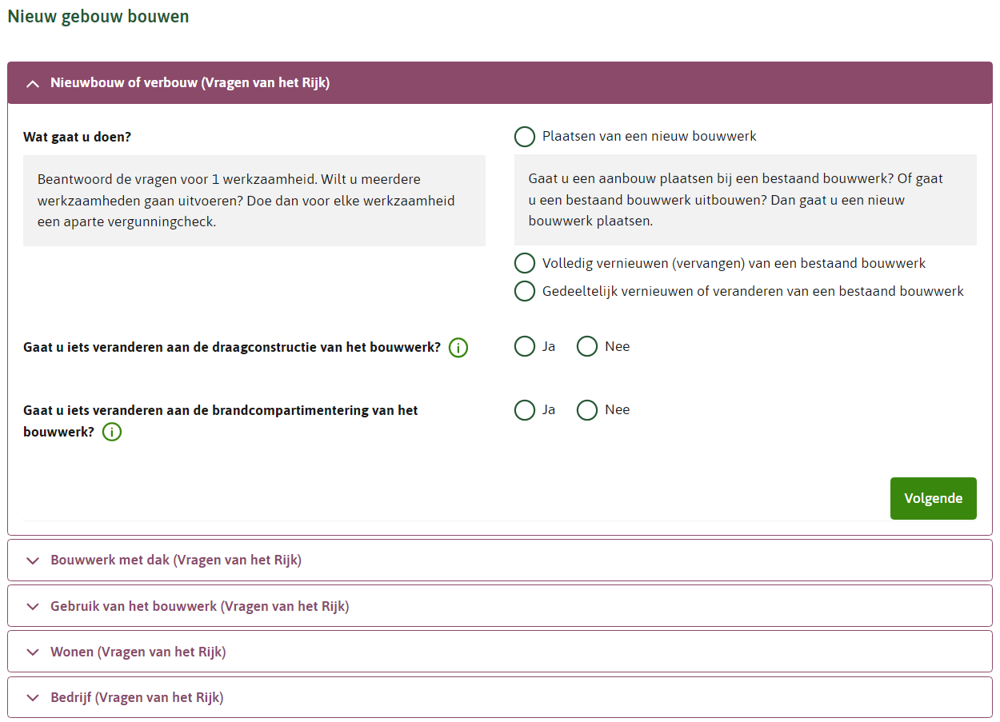 Nieuw gebouw bouwen
Nieuwbouw of verbouw (Vragen van het Rijk)
Wat gaat u doen?
Beantwoord de vragen voor 1 werkzaamheid. Wilt u meerdere
werkzaamheden gaan uitvoeren? Doe dan voor elke werkzaamheid
een aparte vergunningcheck.
Plaatsen van een nieuw bouwwerk
Gaat u een aanbouw plaatsen bij een bestaand bouwwerk? Of gaat
u een bestaand bouwwerk uitbouwen? Dan gaat u een nieuw
bouwwerk plaatsen.
Volledig vernieuwen (vervangen) van een bestaand bouwwerk
Gedeeltelijk vernieuwen of veranderen van een bestaand bouwwerk
Gaat u iets veranderen aan de draagconstructie van het bouwwerk?
Ja Nee
Gaat u iets veranderen aan de brandcompartimentering van het
bouwwerk?
Ja Nee
Volgende
Bouwwerk met dak (Vragen van het Rijk)
Gebruik van het bouwwerk (Vragen van het Rijk)
Wonen (Vragen van het Rijk)
Bedrijf (Vragen van het Rijk)